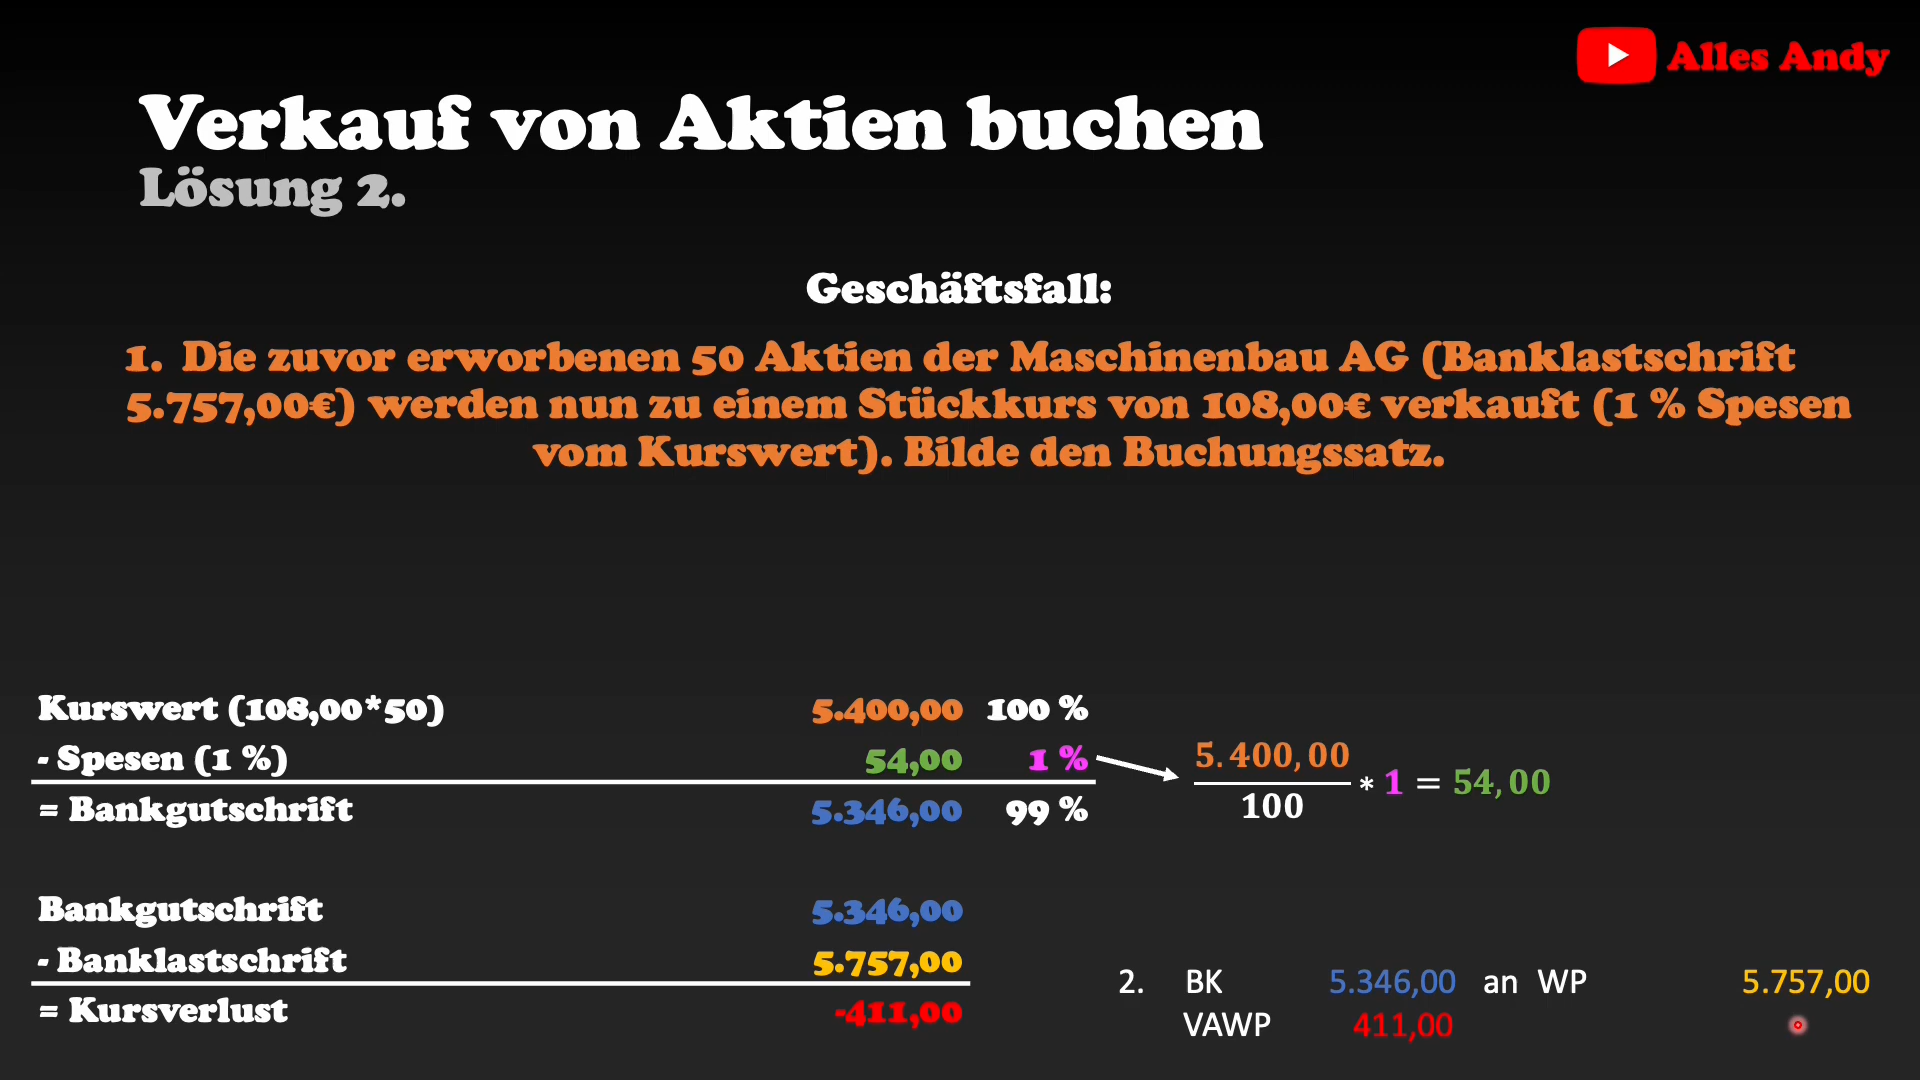 Alles Andy
Verkauf von Aktien buchen
Lösung 2.
Geschäftsfall:
1. Die zuvor erworbenen 50 Aktien der Maschinenbau AG (Banklastschrift
5.757,00€) werden nun zu einem Stückkurs von 108,00€ verkauft (1 % Spesen
vom Kurswert). Bilde den Buchungssatz.
Kurswert (108,00*50) 5.400,00 100 %
- Spesen (1 %) 54,00 1 %
= Bankgutschrift 5.346,00 99 %
5.400,00
100
* 1 = 54,00
Bankgutschrift 5.346,00
- Banklastschrift 5.757,00
= Kursverlust -411,00
2. BK 5.346,00 an WP 5.757,00
VAWP 411,00